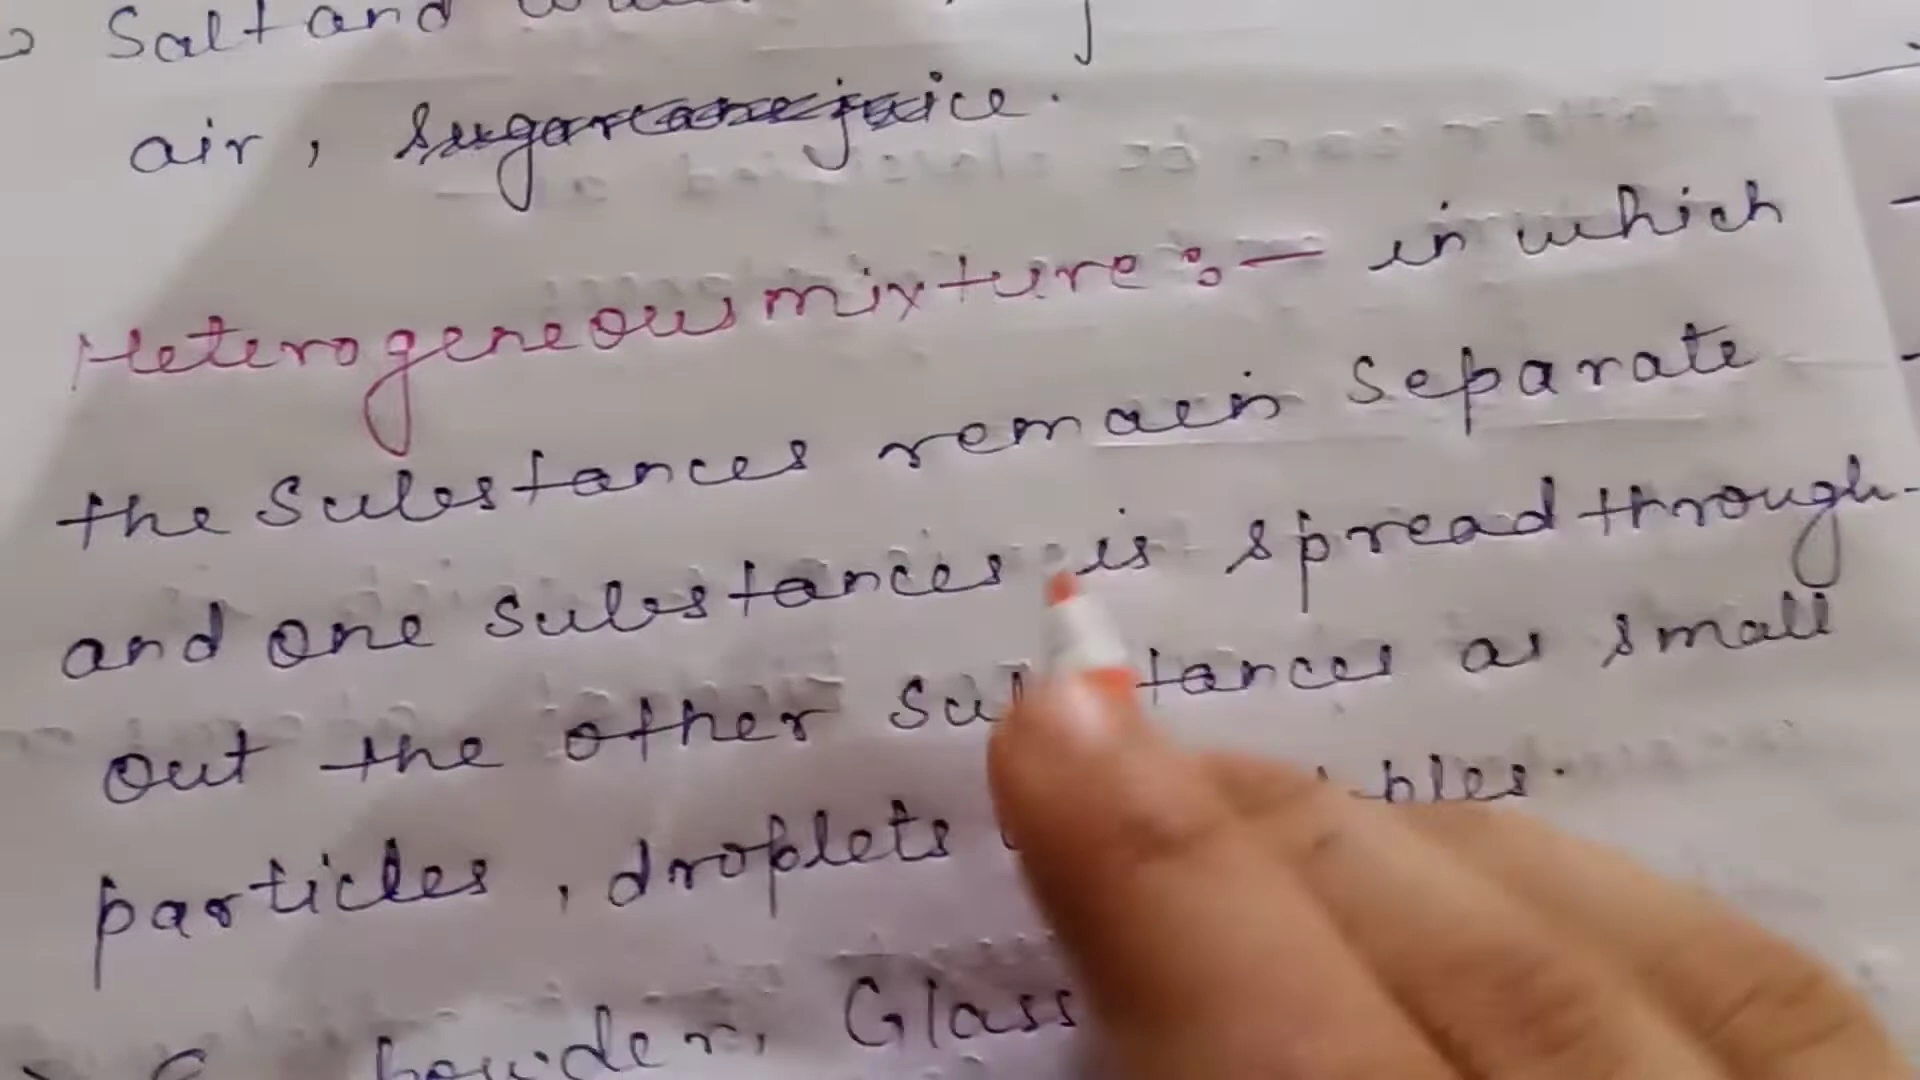 Salt and
air, sugarcane juice.
Heterogeneous mixture :- in which
the Substances remain Separate
and one Substances is spread through-
out the other Substances as small
particles, droplets
powder, Glass